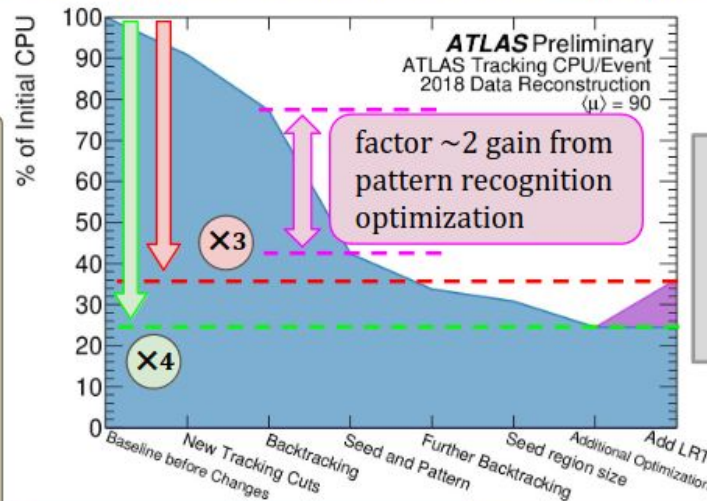 100
90
80
70
60
50
40
30
20
10
0
% of Initial CPU
ATLAS Preliminary
ATLAS Tracking CPU/Event
2018 Data Reconstruction
⟨μ⟩ = 90
factor ~2 gain from
pattern recognition
optimization
×3
×4
Baseline before Changes
New Tracking Cuts
Backtracking
Seed and Pattern
Further Backtracking
Seed region size
Additional Optimization
Add LRT